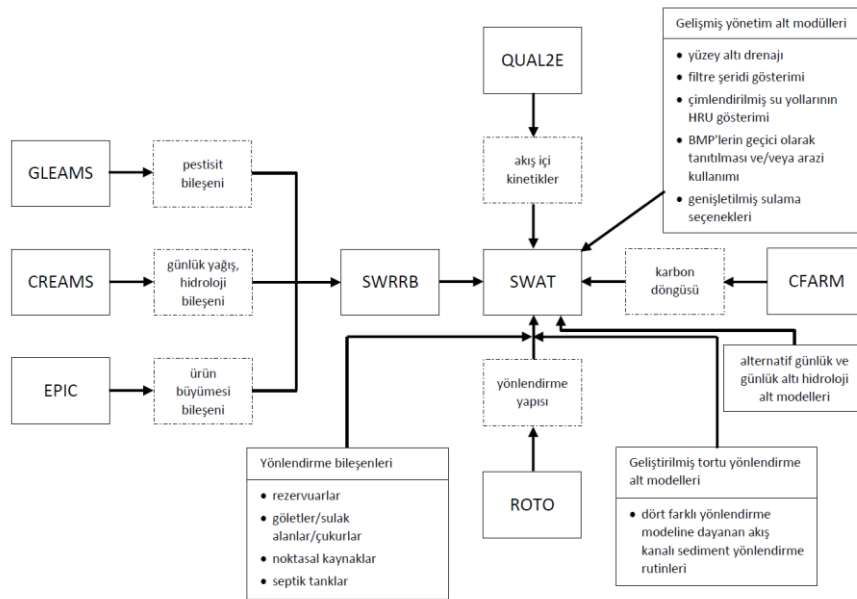 Gelişmiş yönetim alt modülleri
• yüzey altı drenajı
• filtre şeridi gösterimi
• çimlendirilmiş su yollarının
HRU gösterimi
• BMP'lerin geçici olarak
tanıtılması ve/veya arazi
kullanımı
• genişletilmiş sulama
seçenekleri
QUAL2E
akış içi
kinetikler
GLEAMS
pestisit
bileşeni
CREAMS
günlük yağış,
hidroloji
bileşeni
SWRRB
SWAT
karbon
döngüsü
CFARM
EPIC
ürün
büyümesi
bileşeni
yönlendirme
yapısı
alternatif günlük ve
günlük altı hidroloji
alt modelleri
Yönlendirme bileşenleri
• rezervuarlar
• göletler/sulak
alanlar/çukurlar
• noktasal kaynaklar
• septik tanklar
ROTO
Geliştirilmiş tortu yönlendirme
alt modelleri
• dört farklı yönlendirme
modeline dayanan akış
kanalı sediment yönlendirme
rutinleri